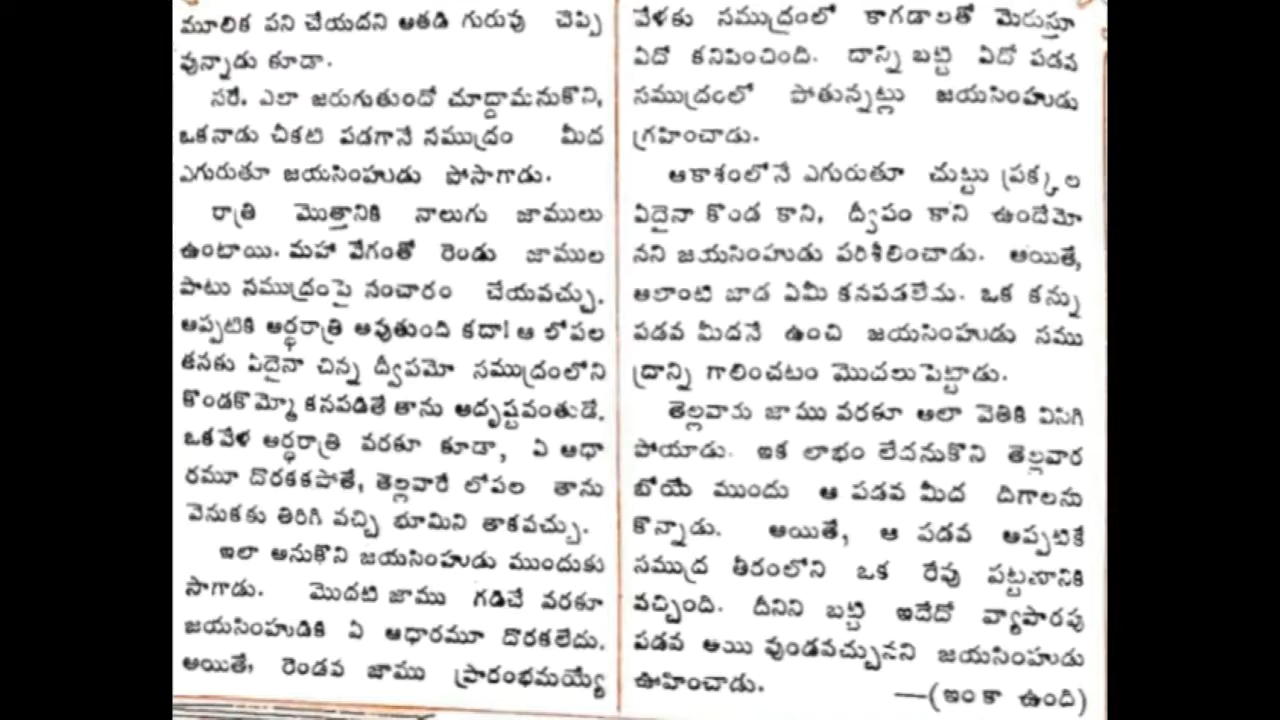 మూలిక పని చేయదని అతడి గురువు చెప్పి
వున్నాడు కూడా.
సరే, ఎలా జరుగుతుందో చూద్దామనుకొని,
ఒకనాడు చీకటి పడగానే సముద్రం మీద
ఎగురుతూ జయసింహుడు పోసాగాడు.
రాత్రి మొత్తానికి నాలుగు జాములు
ఉంటాయి. మహా వేగంతో రెండు జాముల
పాటు సముద్రంపై సంచారం చేయవచ్చు.
అప్పటికి అర్ధరాత్రి అవుతుంది కదా! ఆ లోపల
తనకు ఏదైనా చిన్న ద్వీపమో సముద్రంలోని
కొండకొమ్మో కనపడితే తాను అదృష్టవంతుడే.
ఒకవేళ అర్ధరాత్రి వరకూ కూడా, ఏ ఆధా
రమూ దొరకకపోతే, తెల్లవారే లోపల తాను
వెనుకకు తిరిగి వచ్చి భూమిని తాకవచ్చు.
ఇలా అనుకొని జయసింహుడు ముందుకు
సాగాడు. మొదటి జాము గడిచే వరకూ
జయసింహుడికి ఏ ఆధారమూ దొరకలేదు.
అయితే, రెండవ జాము ప్రారంభమయ్యే
వేళకు సముద్రంలో కాగడాలతో మెరుస్తూ
ఏదో కనిపించింది. దాన్ని బట్టి ఏదో పడవ
సముద్రంలో పోతున్నట్లు జయసింహుడు
గ్రహించాడు.
ఆకాశంలోనే ఎగురుతూ చుట్టు ప్రక్కల
ఏదైనా కొండ కాని, ద్వీపం కాని ఉందేమో
నని జయసింహుడు పరిశీలించాడు. అయితే,
అలాంటి జాడ ఏమీ కనపడలేదు. ఒక కన్ను
పడవ మీదనే ఉంచి జయసింహుడు సము
ద్రాన్ని గాలించటం మొదలుపెట్టాడు.
తెల్లవారు జాము వరకూ అలా వెతికి విసిగి
పోయాడు. ఇక లాభం లేదనుకొని తెల్లవార
బోయే ముందు ఆ పడవ మీద దిగాలను
కొన్నాడు. అయితే, ఆ పడవ అప్పటికే
సముద్ర తీరంలోని ఒక రేవు పట్టణానికి
వచ్చింది. దీనిని బట్టి ఇదేదో వ్యాపారపు
పడవ అయి వుండవచ్చునని జయసింహుడు
ఊహించాడు. —(ఇంకా ఉంది)